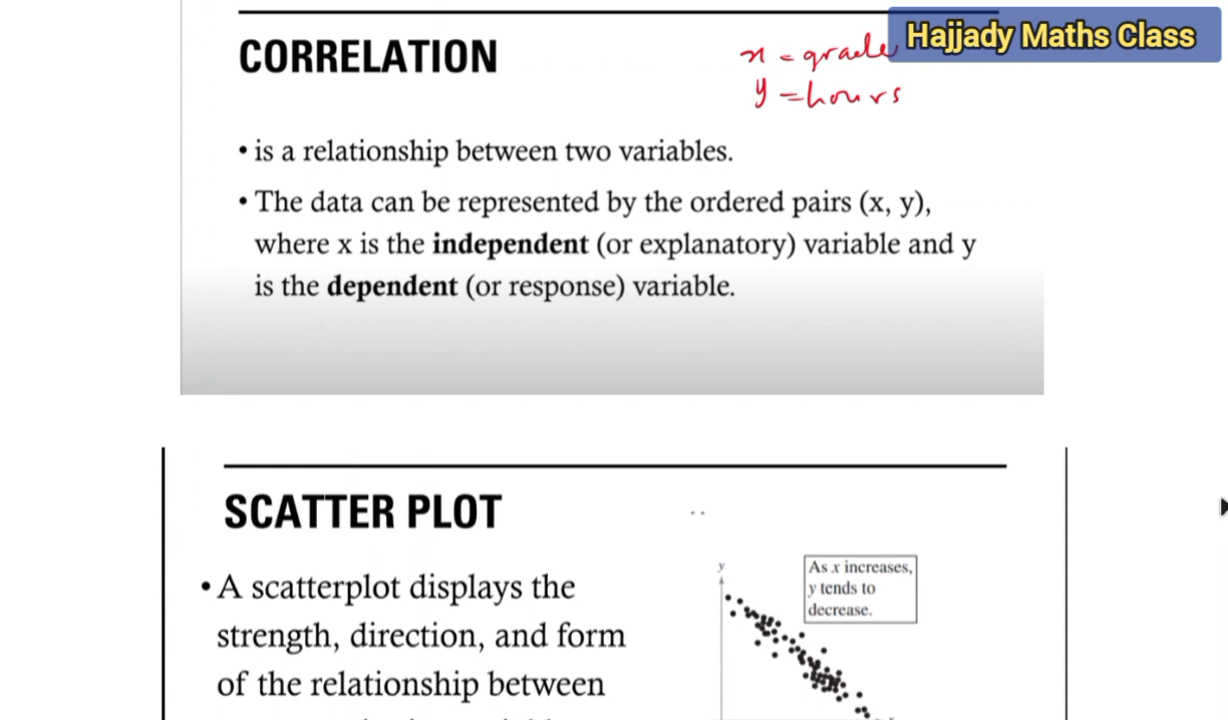 Hajjady Maths Class
CORRELATION
x = grade
y = hours
• is a relationship between two variables.
• The data can be represented by the ordered pairs (x, y),
where x is the independent (or explanatory) variable and y
is the dependent (or response) variable.
SCATTER PLOT
• A scatterplot displays the
strength, direction, and form
of the relationship between
y
As x increases,
y tends to
decrease.